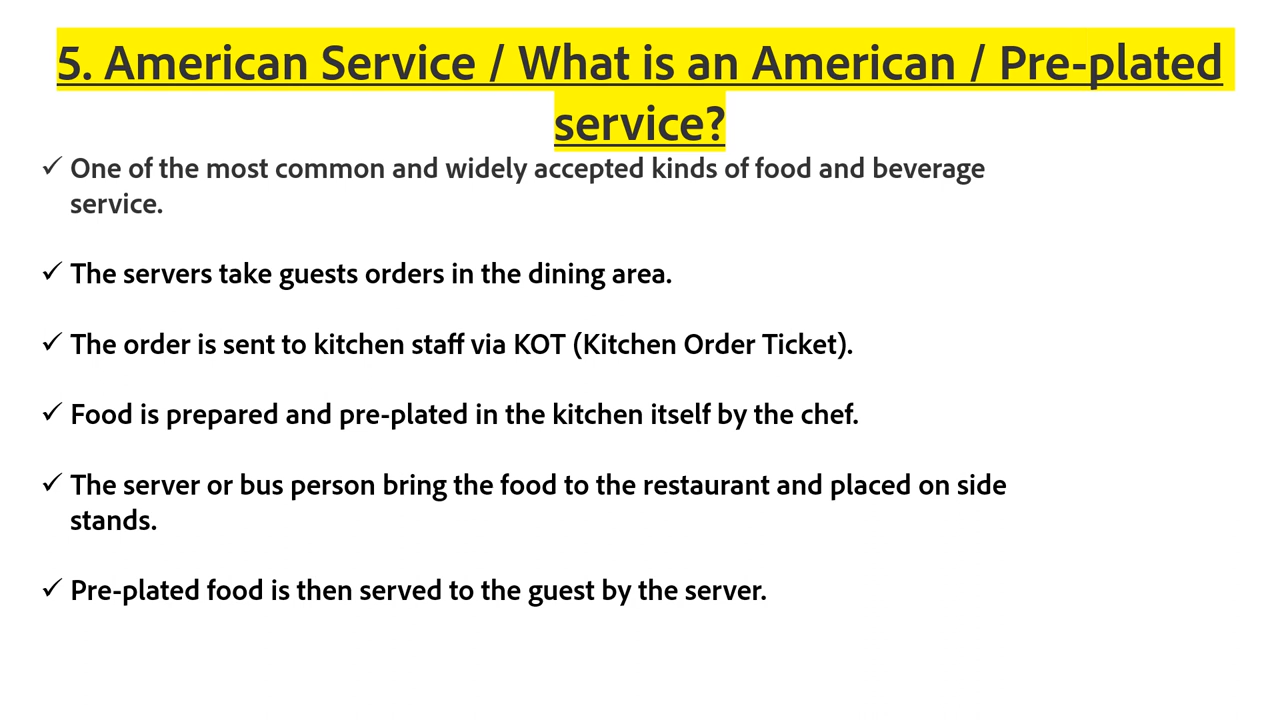 5. American Service / What is an American / Pre-plated
service?
✓ One of the most common and widely accepted kinds of food and beverage
service.
✓ The servers take guests orders in the dining area.
✓ The order is sent to kitchen staff via KOT (Kitchen Order Ticket).
✓ Food is prepared and pre-plated in the kitchen itself by the chef.
✓ The server or bus person bring the food to the restaurant and placed on side
stands.
✓ Pre-plated food is then served to the guest by the server.